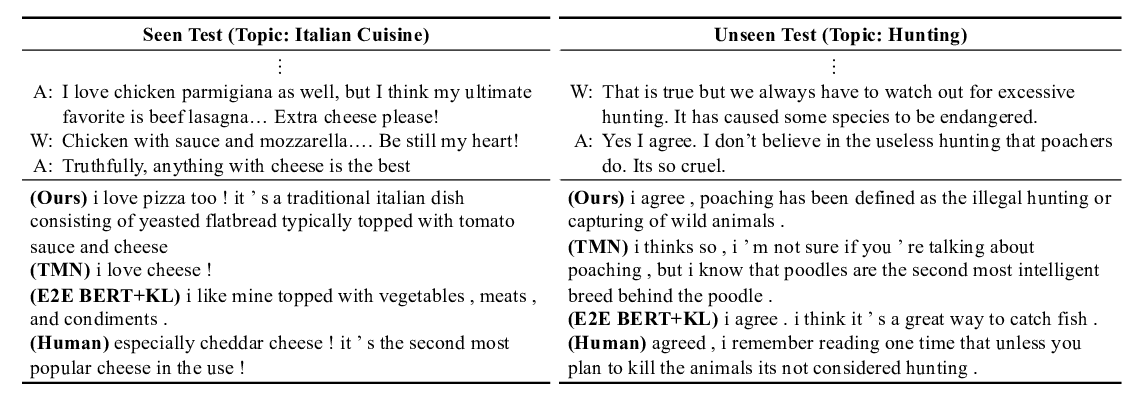 Seen Test (Topic: Italian Cuisine)
⋮
A: I love chicken parmigiana as well, but I think my ultimate
favorite is beef lasagna… Extra cheese please!
W: Chicken with sauce and mozzarella…. Be still my heart!
A: Truthfully, anything with cheese is the best
(Ours) i love pizza too ! it ’ s a traditional italian dish
consisting of yeasted flatbread typically topped with tomato
sauce and cheese
(TMN) i love cheese !
(E2E BERT+KL) i like mine topped with vegetables , meats ,
and condiments .
(Human) especially cheddar cheese ! it ’ s the second most
popular cheese in the use !
Unseen Test (Topic: Hunting)
⋮
W: That is true but we always have to watch out for excessive
hunting. It has caused some species to be endangered.
A: Yes I agree. I don’t believe in the useless hunting that poachers
do. Its so cruel.
(Ours) i agree , poaching has been defined as the illegal hunting or
capturing of wild animals .
(TMN) i thinks so , i ’ m not sure if you ’ re talking about
poaching , but i know that poodles are the second most intelligent
breed behind the poodle .
(E2E BERT+KL) i agree . i think it ’ s a great way to catch fish .
(Human) agreed , i remember reading one time that unless you
plan to kill the animals its not considered hunting .